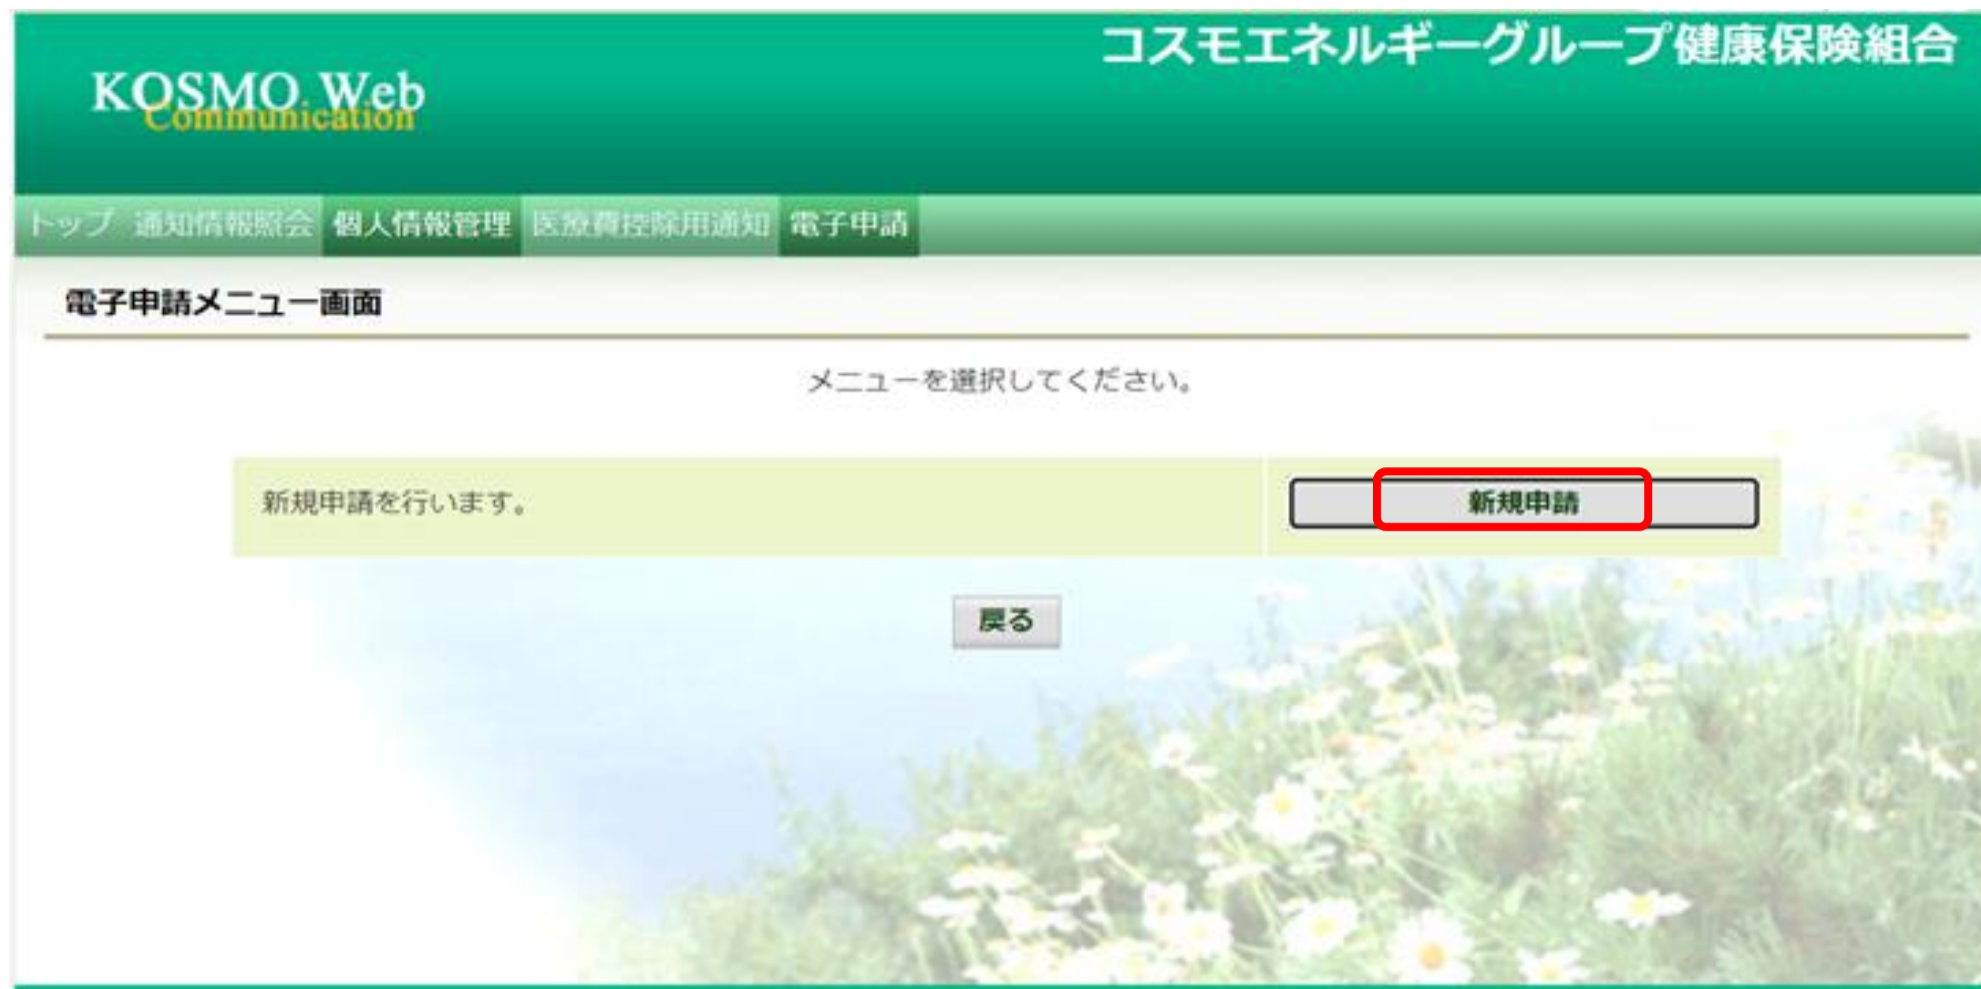 コスモエネルギーグループ健康保険組合
KOSMO Web
Communication
トップ 通知情報照会 個人情報管理 医療費控除用通知 電子申請
電子申請メニュー画面
メニューを選択してください。
新規申請を行います。 新規申請
戻る